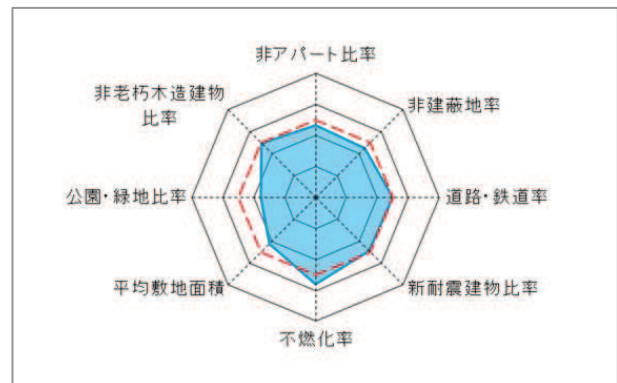 非アパート比率
非老朽木造建物
比率
非建蔽地率
公園・緑地比率
道路・鉄道率
平均敷地面積
新耐震建物比率
不燃化率